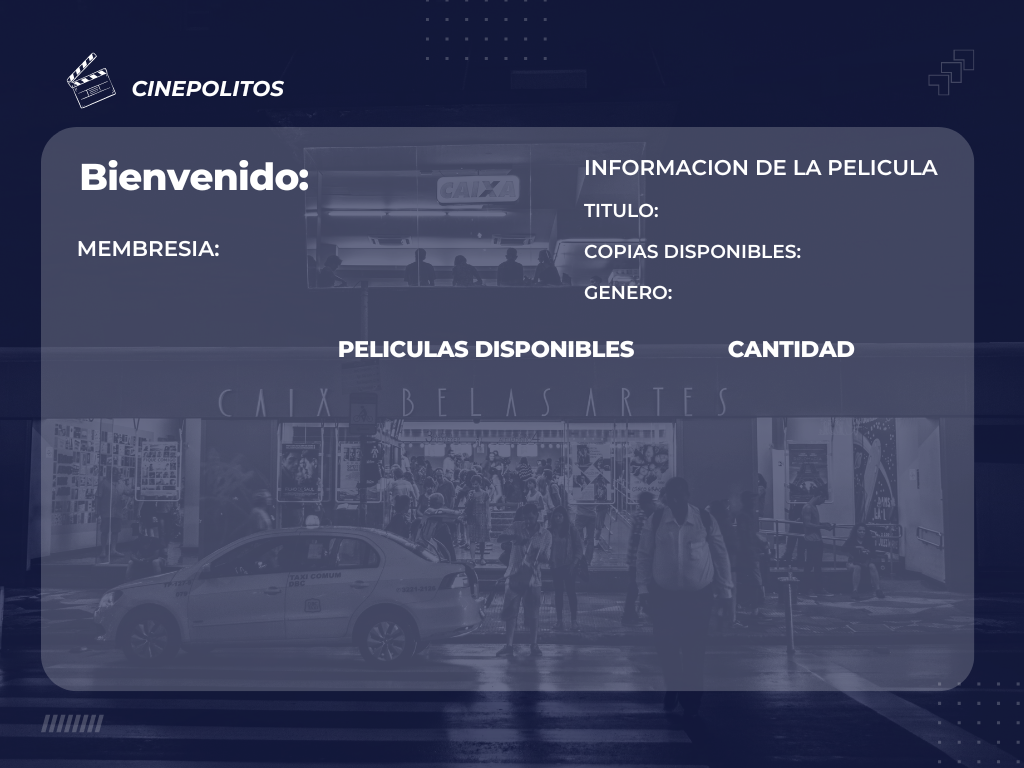 CINEPOLITOS
Bienvenido:
MEMBRESIA:
INFORMACION DE LA PELICULA
TITULO:
COPIAS DISPONIBLES:
GENERO:
CAIXA
PELICULAS DISPONIBLES CANTIDAD
CAIX BELAS ARTES
TAXI COMUM